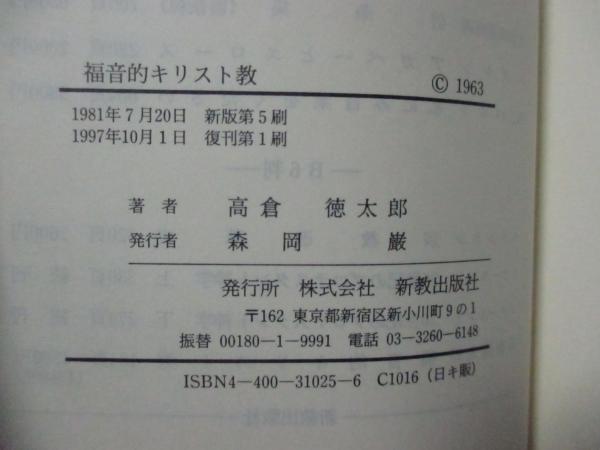 福音的キリスト教
© 1963
1981年7月20日 新版第5刷
1997年10月1日 復刊第1刷
著者 高倉 徳太郎
発行者 森岡 巌
発行所 株式会社 新教出版社
〒162 東京都新宿区新小川町9の1
振替 00180—1—9991 電話 03—3260—6148
ISBN4—400—31025—6 C1016 (日キ販)